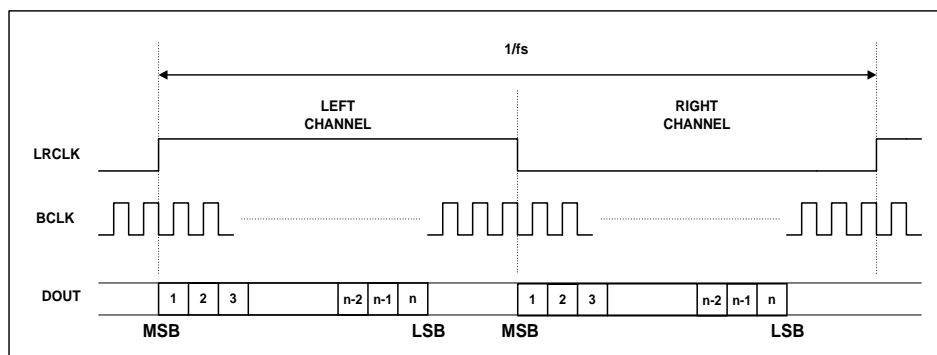 1/fs
LEFT
CHANNEL
RIGHT
CHANNEL
LRCLK
BCLK
DOUT
1 2 3 n-2 n-1 n 1 2 3 n-2 n-1 n
MSB LSB MSB LSB